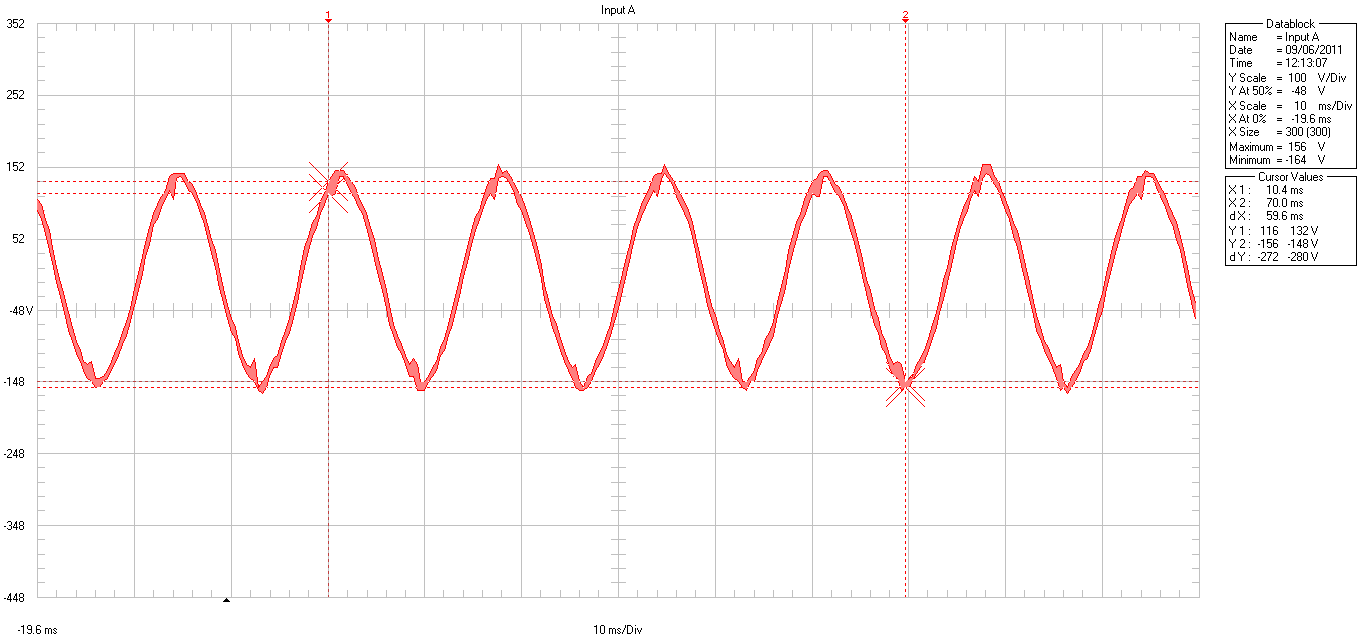 Input A
1
2
352
252
152
52
-48V
-148
-248
-348
-448
-19.6 ms
10 ms/Div
Datablock
Name = Input A
Date = 09/06/2011
Time = 12:13:07
Y Scale = 100 V/Div
Y At 50% = -48 V
X Scale = 10 ms/Div
X At 0% = -19.6 ms
X Size = 300 (300)
Maximum = 156 V
Minimum = -164 V
Cursor Values
X 1 : 10.4 ms
X 2 : 70.0 ms
d X : 59.6 ms
Y 1 : 116 132 V
Y 2 : -156 -148 V
d Y : -272 -280 V